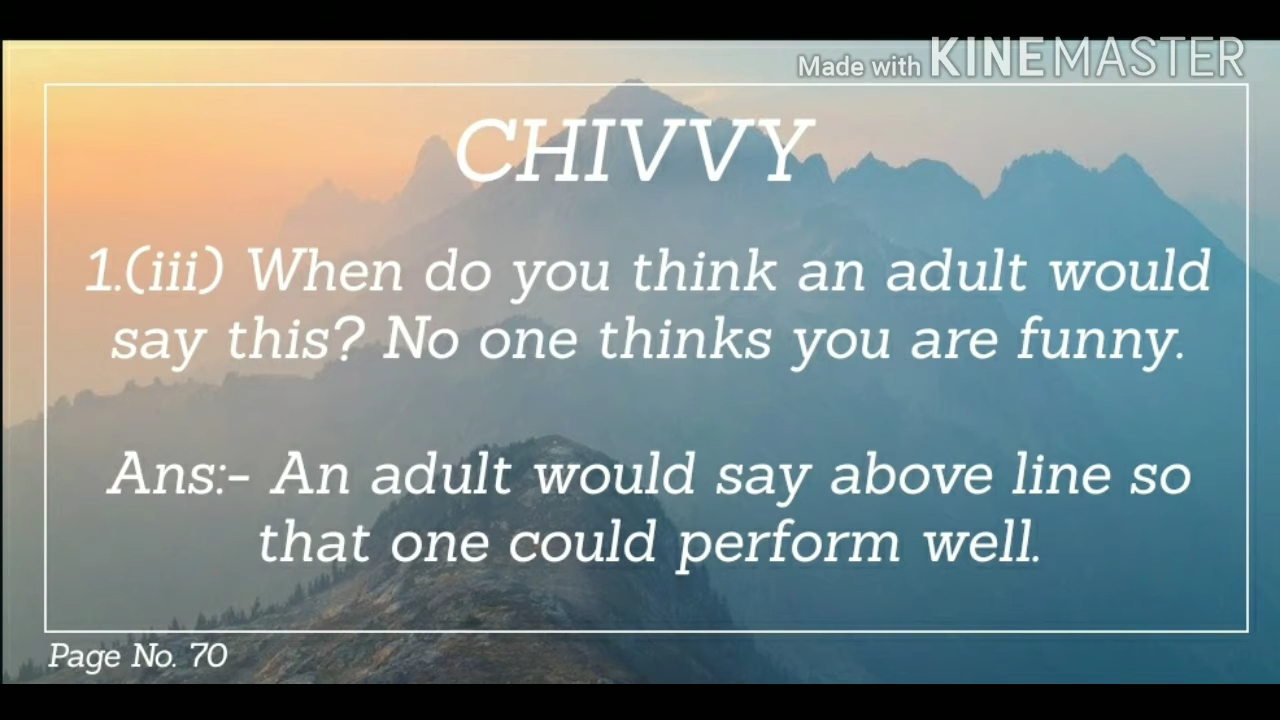 Made with KINEMASTER
CHIVVY
1.(iii) When do you think an adult would
say this? No one thinks you are funny.
Ans:- An adult would say above line so
that one could perform well.
Page No. 70